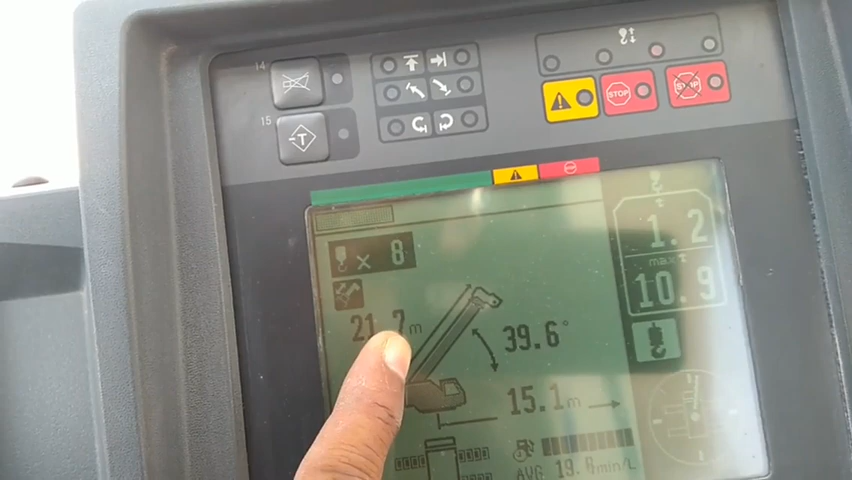 14
15
T
STOP
STOP
× 8
1.2
max t
10.9
21.7m
39.6°
15.1m
AVG 19.8min/L